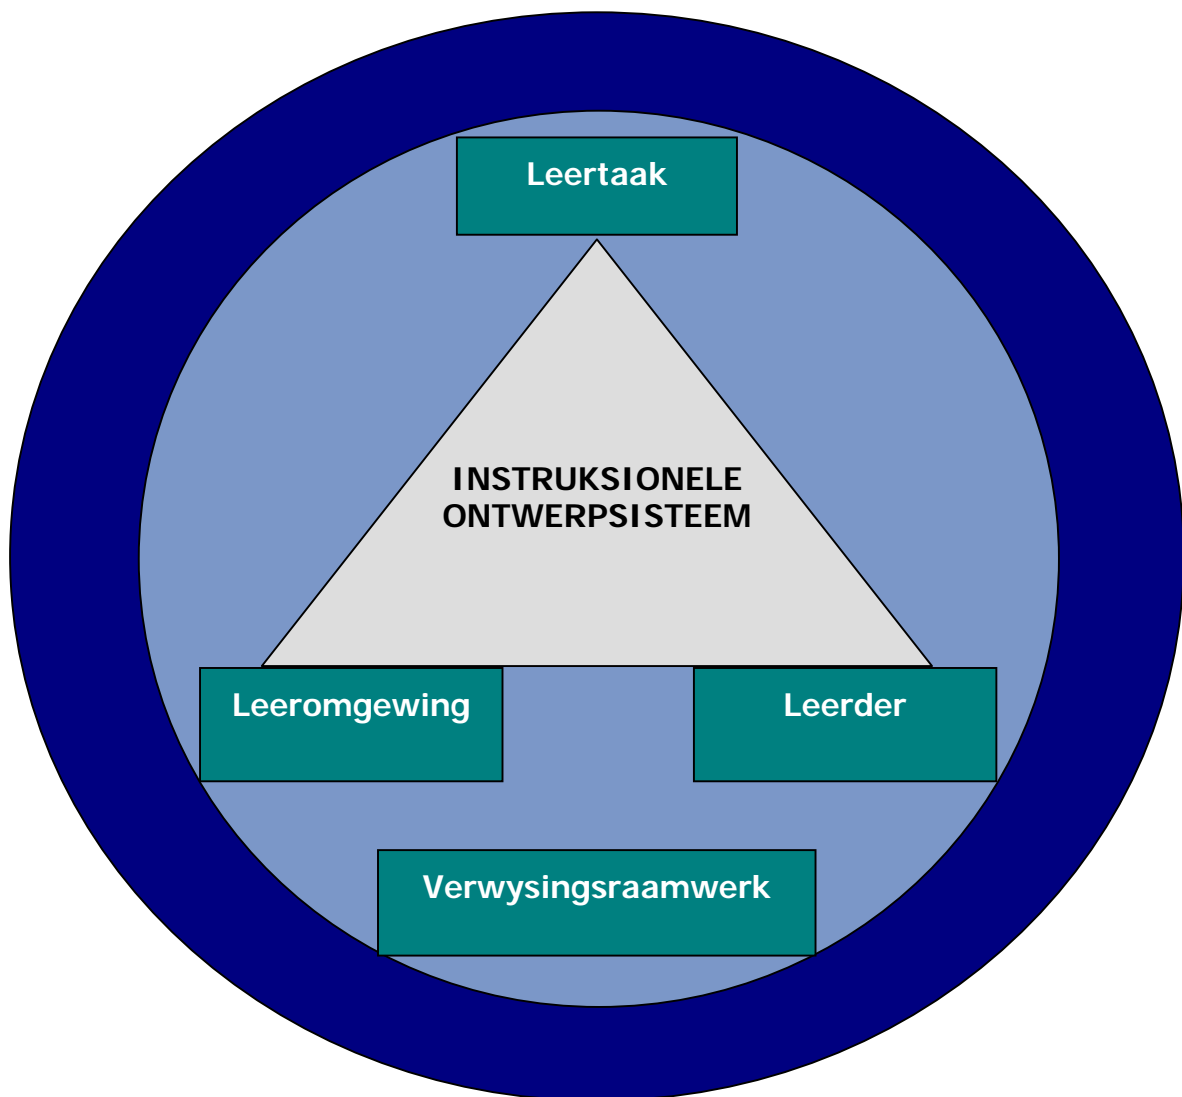 Leertaak
INSTRUKSIONELE
ONTWERPSISTEEM
Leeromgewing
Leerder
Verwysingsraamwerk